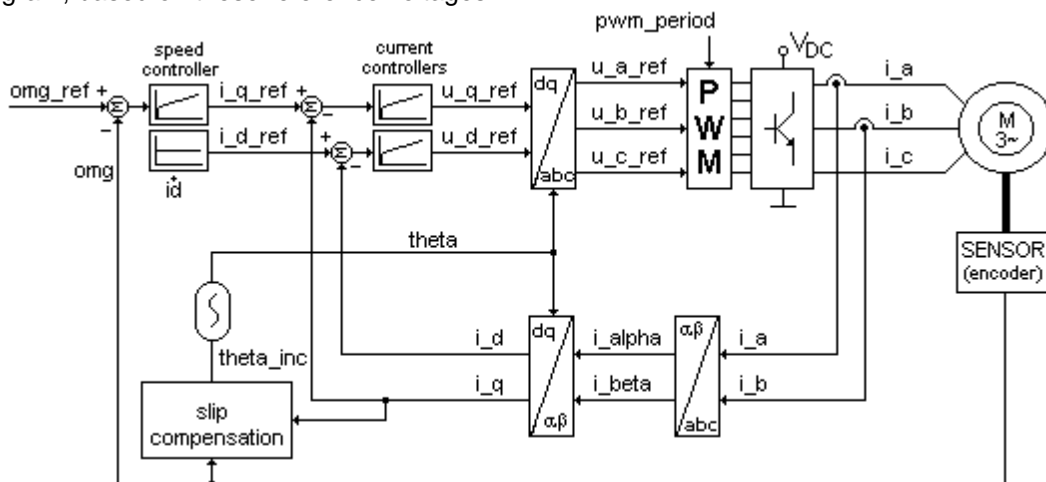 pwm_period
speed
controller
current
controllers
V_DC
omg_ref
+
Σ
−
i_q_ref
+
Σ
−
u_q_ref
dq
abc
u_a_ref
u_b_ref
u_c_ref
P
W
M
i_a
i_b
i_c
M
3~
omg
id
i_d_ref
+
Σ
−
u_d_ref
theta
SENSOR
(encoder)
theta_inc
i_d
i_q
dq
αβ
i_alpha
i_beta
αβ
abc
i_a
i_b
slip
compensation